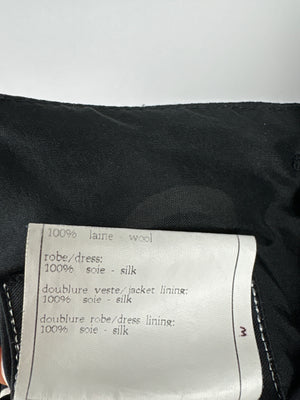 100% laine - wool
robe/dress:
100% soie - silk
doublure veste/jacket lining:
100% soie - silk
doublure robe/dress lining:
100% soie - silk
M